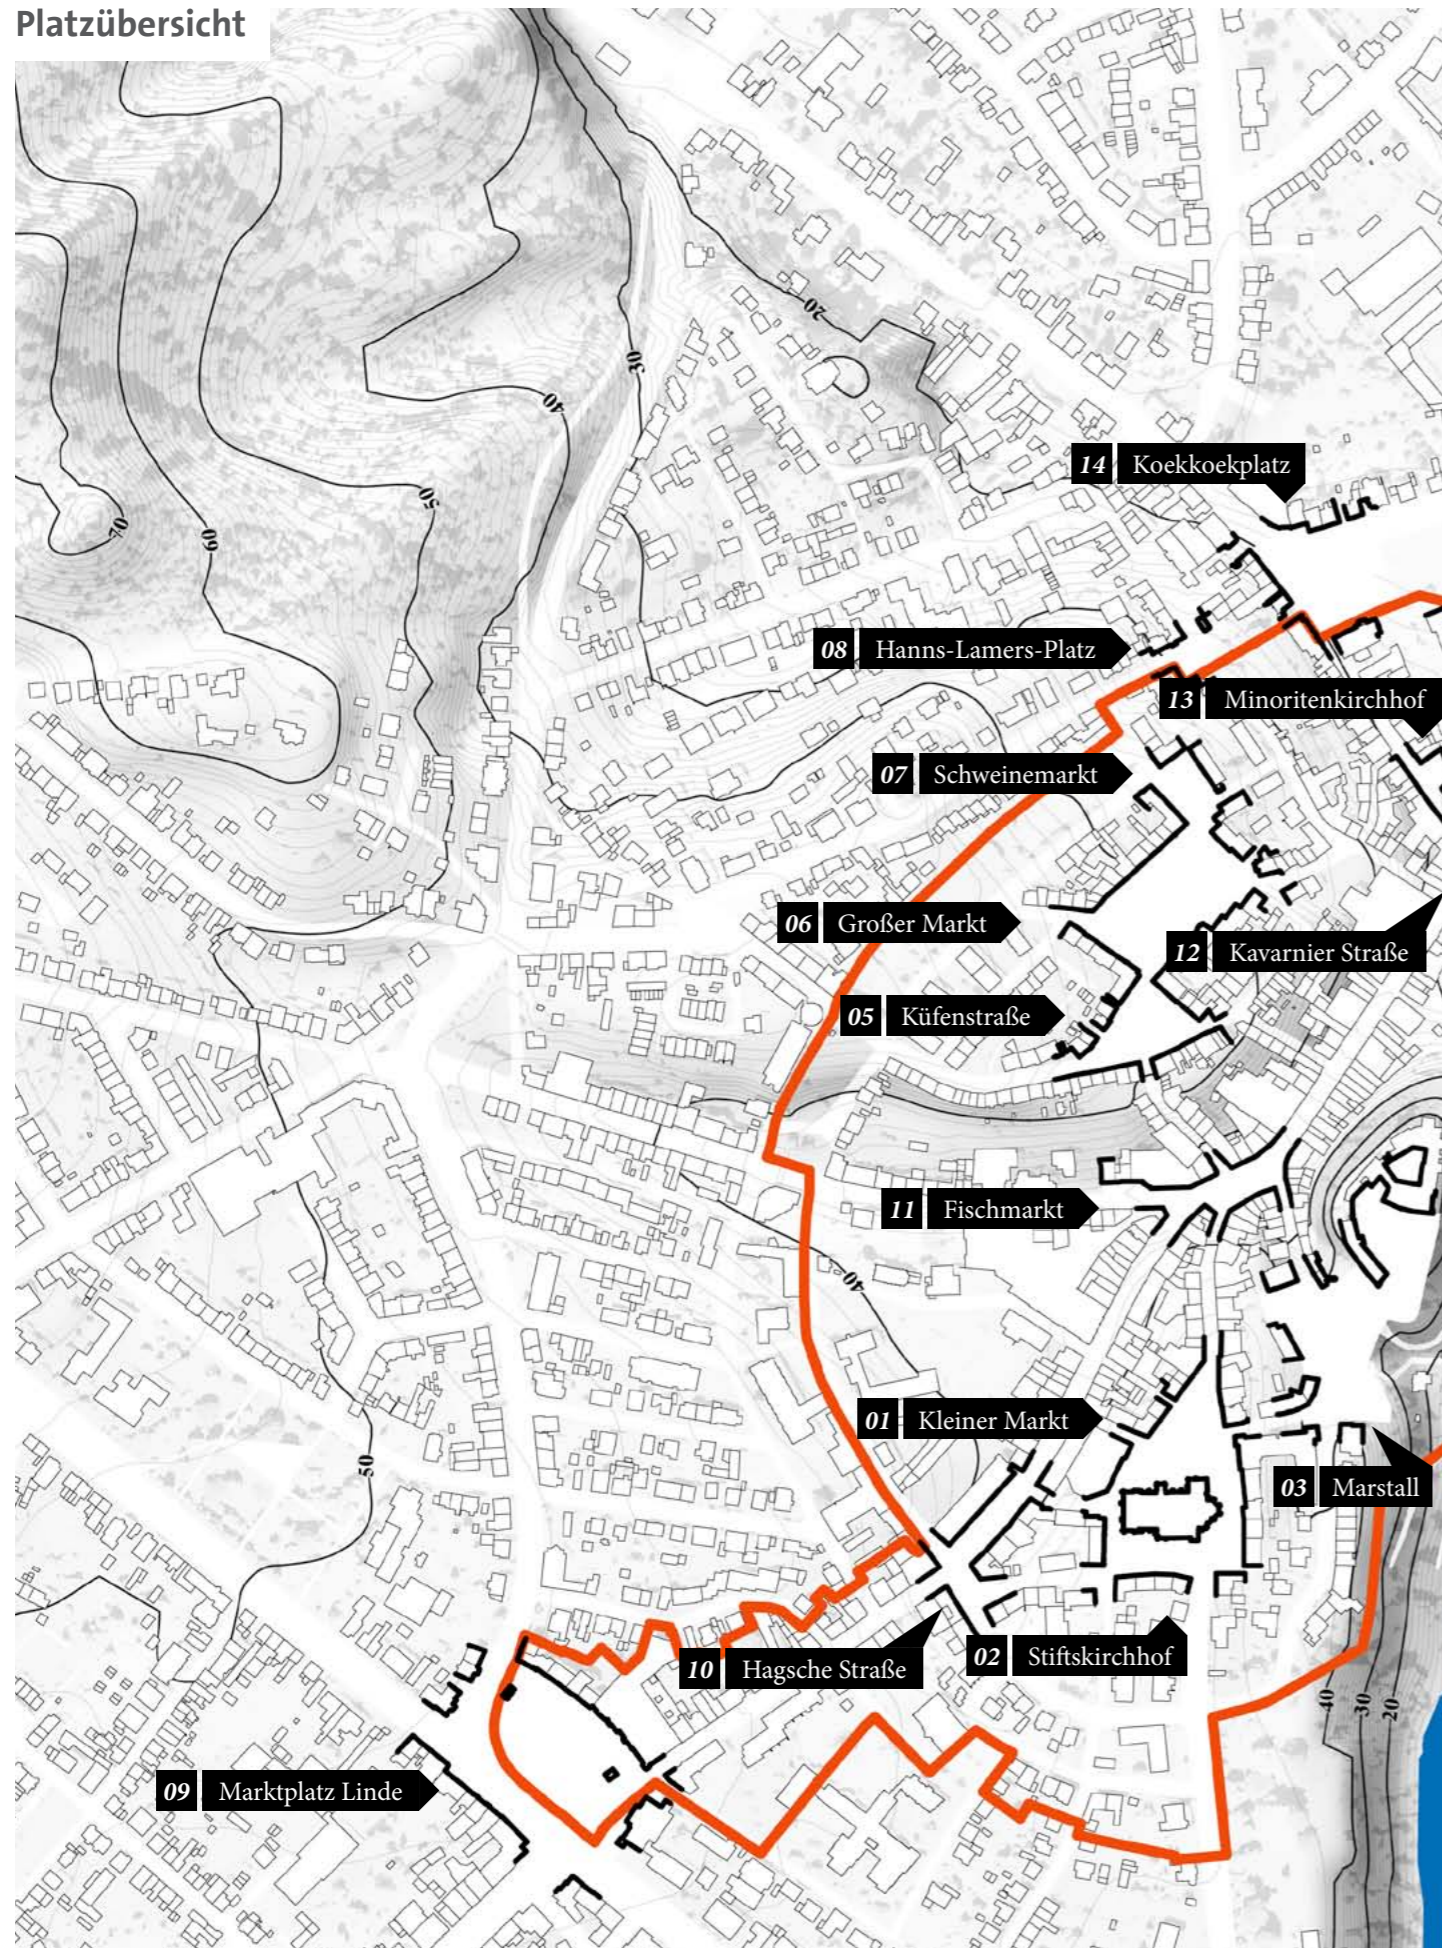 Platzübersicht
20
30
40
14 Koekkoekplatz
50
70
60
08 Hanns-Lamers-Platz
13 Minoritenkirchhof
07 Schweinemarkt
06 Großer Markt
12 Kavarnier Straße
05 Küfenstraße
11 Fischmarkt
40
01 Kleiner Markt
50
03 Marstall
10 Hagsche Straße
02 Stiftskirchhof
40
30
20
09 Marktplatz Linde